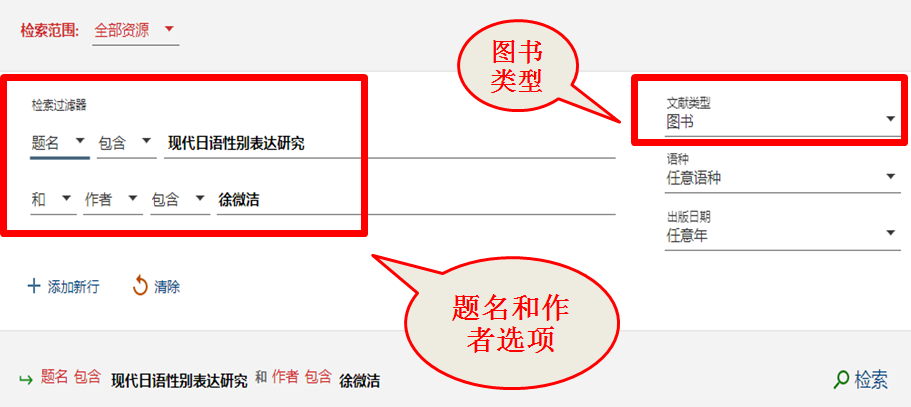 检索范围: 全部资源
图书
类型
检索过滤器
题名 包含 现代日语性别表达研究
和 作者 包含 徐微洁
文献类型
图书
语种
任意语种
出版日期
任意年
添加新行 清除
题名和作
者选项
题名 包含 现代日语性别表达研究 和 作者 包含 徐微洁
检索